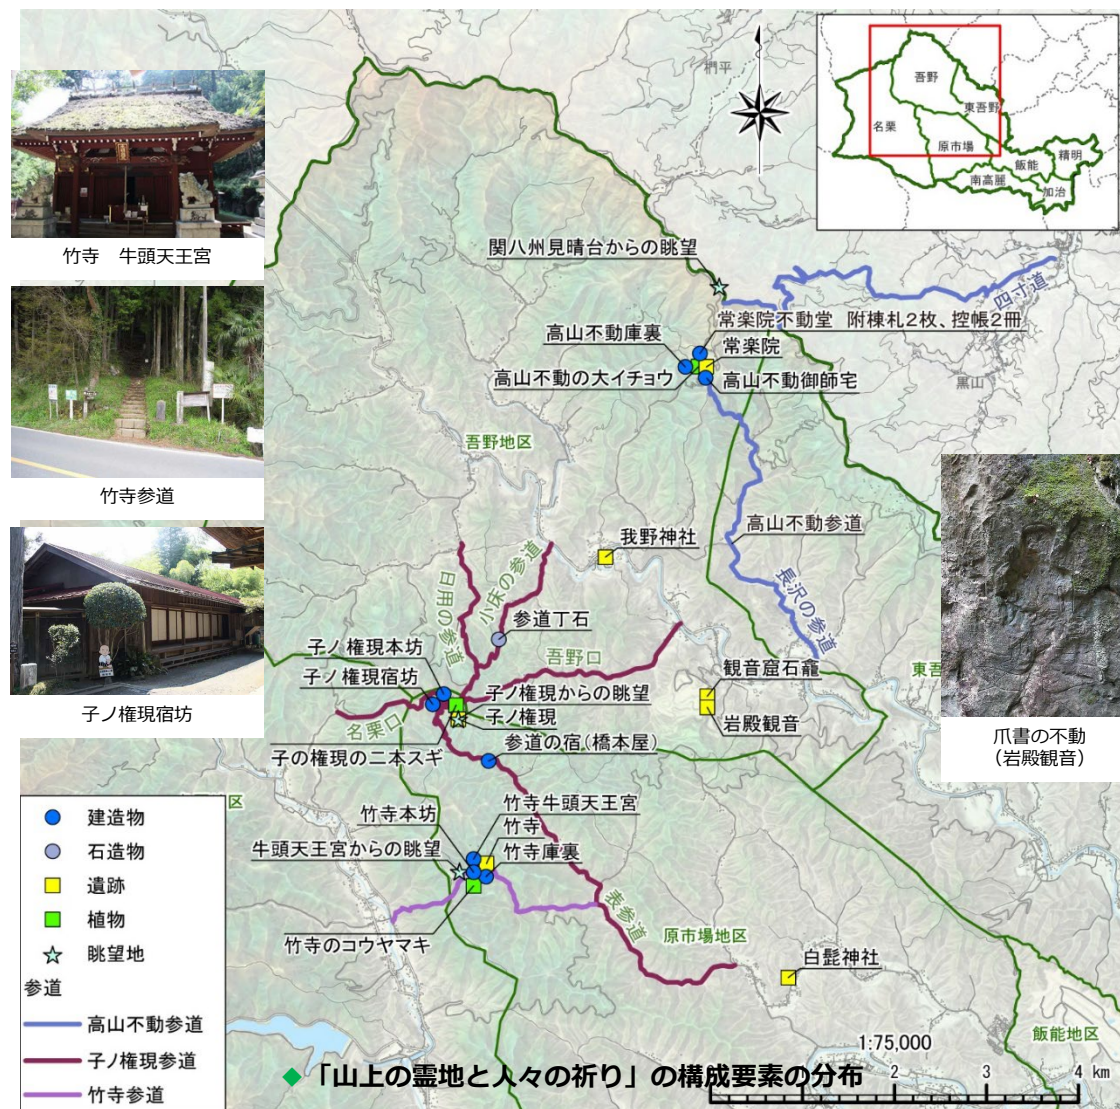 椚平
吾野
東吾野
名栗
原市場
飯能
精明
南高麗
加治
竹寺　牛頭天王宮
関八州見晴台からの眺望
四寸道
常楽院不動堂　附棟札2枚、控帳2冊
高山不動庫裏
常楽院
高山不動の大イチョウ
高山不動御師宅
黒山
吾野地区
竹寺参道
高山不動参道
我野神社
小床の参道
日用の参道
長沢の参道
参道丁石
吾野口
子ノ権現本坊
子ノ権現宿坊
子ノ権現からの眺望
子ノ権現
観音窟石龕
東吾
岩殿観音
子ノ権現宿坊
名栗口
参道の宿(橋本屋)
子の権現の二本スギ
爪書の不動
（岩殿観音）
地区
竹寺牛頭天王宮
竹寺本坊
竹寺
牛頭天王宮からの眺望
竹寺庫裏
表参道
原市場地区
竹寺のコウヤマキ
白髭神社
飯能地区
建造物
石造物
遺跡
植物
眺望地
参道
高山不動参道
子ノ権現参道
竹寺参道
1:75,000
◆「山上の霊地と人々の祈り」の構成要素の分布
2 3 4 km